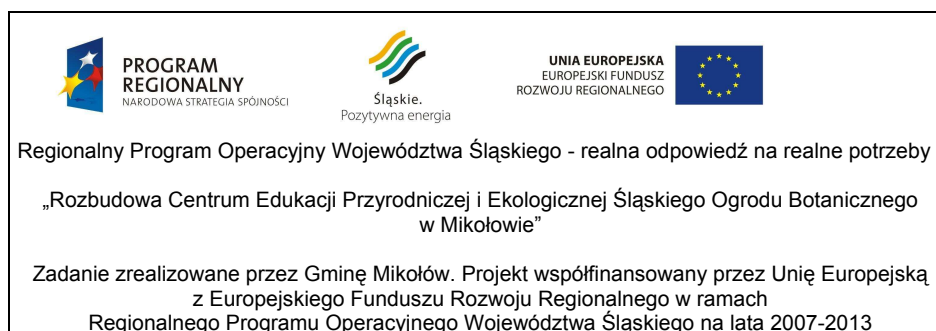 PROGRAM
REGIONALNY
NARODOWA STRATEGIA SPÓJNOŚCI
Śląskie.
Pozytywna energia
UNIA EUROPEJSKA
EUROPEJSKI FUNDUSZ
ROZWOJU REGIONALNEGO
Regionalny Program Operacyjny Województwa Śląskiego - realna odpowiedź na realne potrzeby
„Rozbudowa Centrum Edukacji Przyrodniczej i Ekologicznej Śląskiego Ogrodu Botanicznego
w Mikołowie”
Zadanie zrealizowane przez Gminę Mikołów. Projekt współfinansowany przez Unię Europejską
z Europejskiego Funduszu Rozwoju Regionalnego w ramach
Regionalnego Programu Operacyjnego Województwa Śląskiego na lata 2007-2013